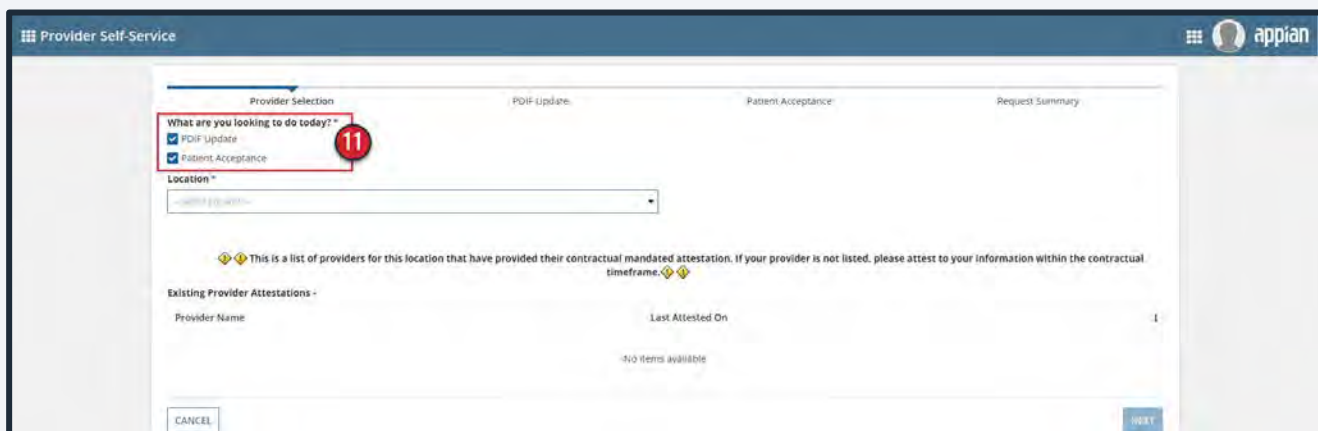 Provider Self-Service
appian
Provider Selection PDIF Update Patient Acceptance Request Summary
What are you looking to do today? *
PDIF Update
Patient Acceptance
11
Location *
This is a list of providers for this location that have provided their contractual mandated attestation. If your provider is not listed, please attest to your information within the contractual
timeframe.
Existing Provider Attestations -
Provider Name Last Attested On
No items available
CANCEL NEXT